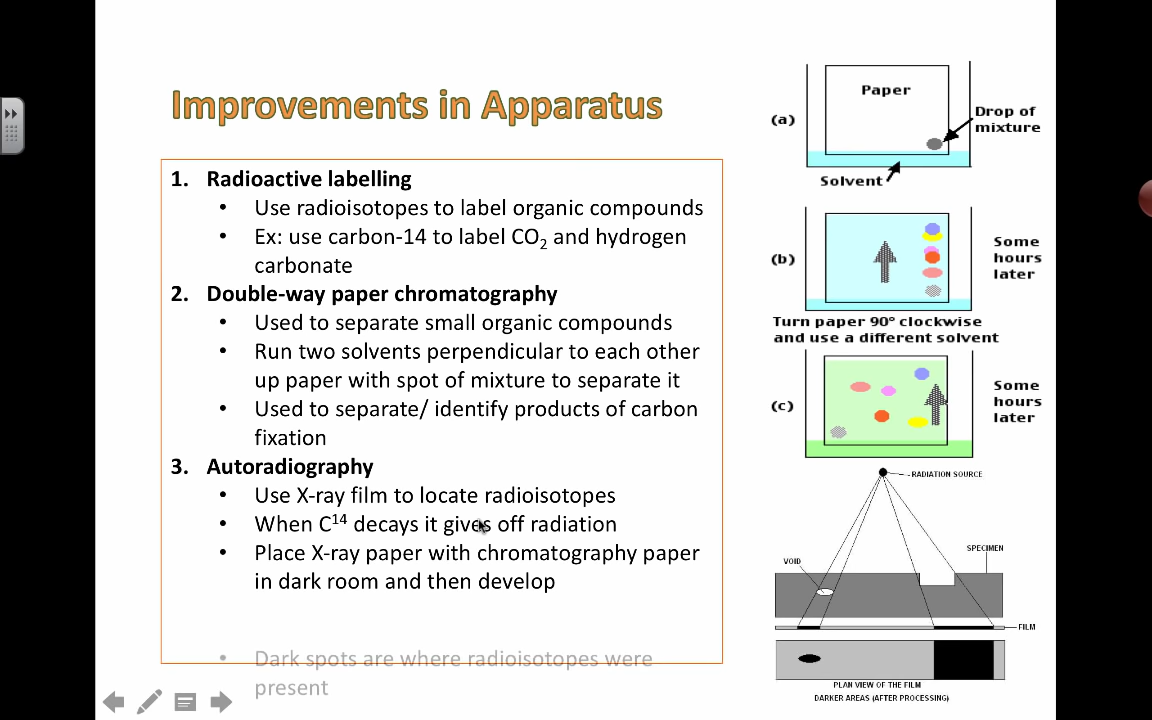 Improvements in Apparatus
1. Radioactive labelling
• Use radioisotopes to label organic compounds
• Ex: use carbon-14 to label CO₂ and hydrogen
carbonate
2. Double-way paper chromatography
• Used to separate small organic compounds
• Run two solvents perpendicular to each other
up paper with spot of mixture to separate it
• Used to separate/ identify products of carbon
fixation
3. Autoradiography
• Use X-ray film to locate radioisotopes
• When C¹⁴ decays it gives off radiation
• Place X-ray paper with chromatography paper
in dark room and then develop
• Dark spots are where radioisotopes were
present
Paper
(a)
Drop of
mixture
Solvent
(b)
Some
hours
later
Turn paper 90° clockwise
and use a different solvent
(c)
Some
hours
later
RADIATION SOURCE
SPECIMEN
VOID
FILM
PLAN VIEW OF THE FILM
DARKER AREAS (AFTER PROCESSING)